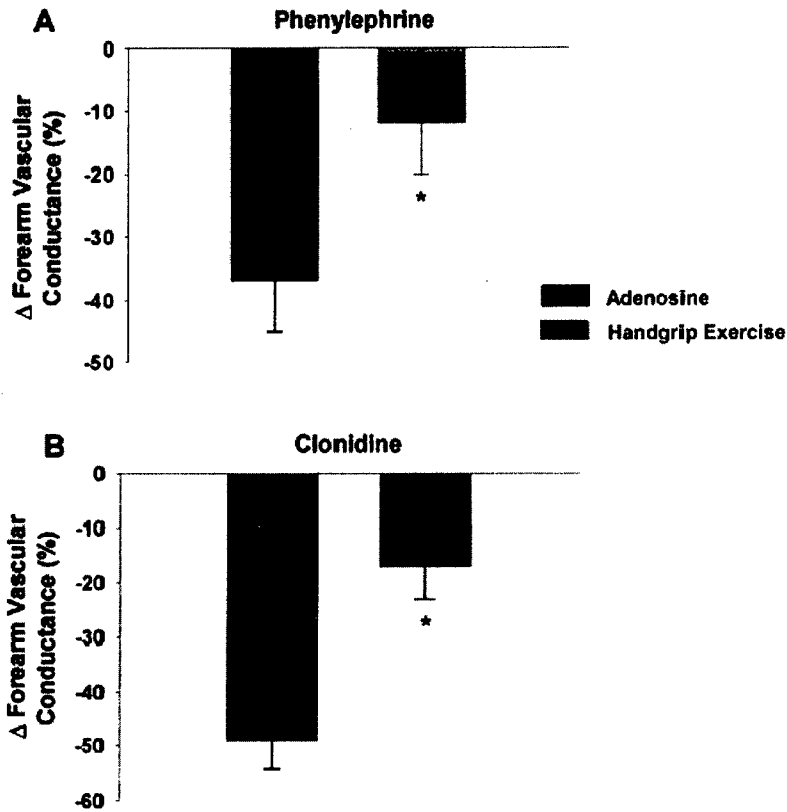 A
Phenylephrine
0
-10
-20
-30
-40
-50
Δ Forearm Vascular
Conductance (%)
*
Adenosine
Handgrip Exercise
B
Clonidine
0
-10
-20
-30
-40
-50
-60
Δ Forearm Vascular
Conductance (%)
*